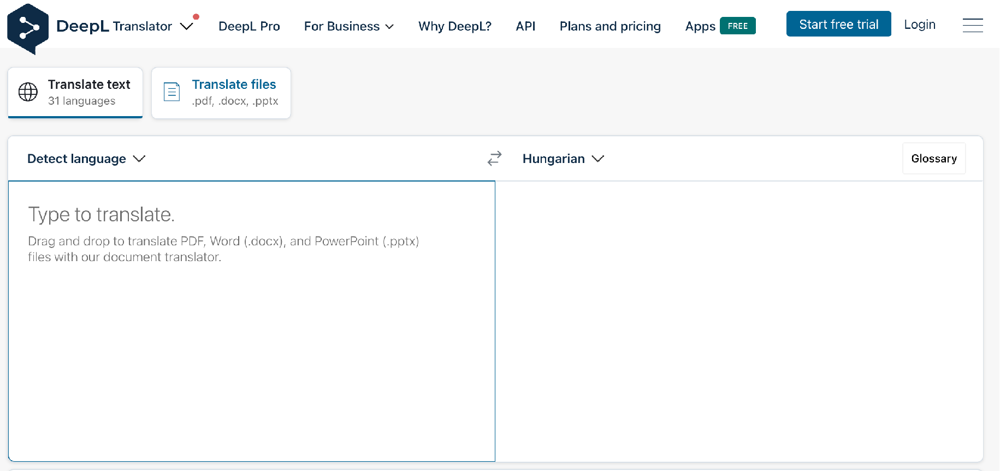 DeepL Translator DeepL Pro For Business Why DeepL? API Plans and pricing Apps FREE Start free trial Login
Translate text
31 languages
Translate files
.pdf, .docx, .pptx
Detect language Hungarian Glossary
Type to translate.
Drag and drop to translate PDF, Word (.docx), and PowerPoint (.pptx)
files with our document translator.